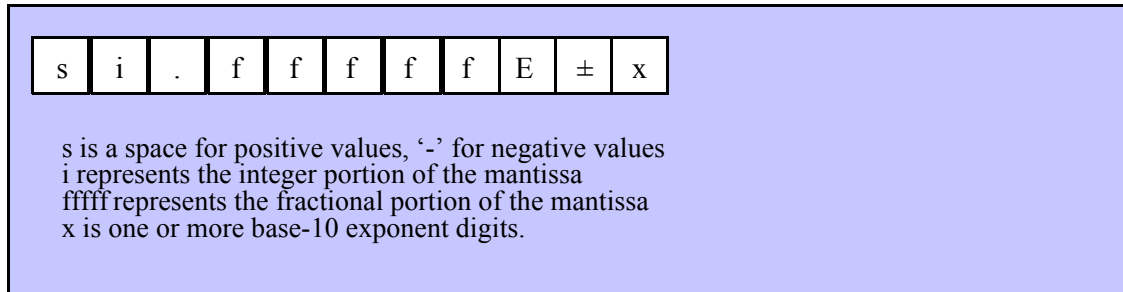 s i . f f f f f E ± x
s is a space for positive values, ‘-’ for negative values
i represents the integer portion of the mantissa
fffff represents the fractional portion of the mantissa
x is one or more base-10 exponent digits.